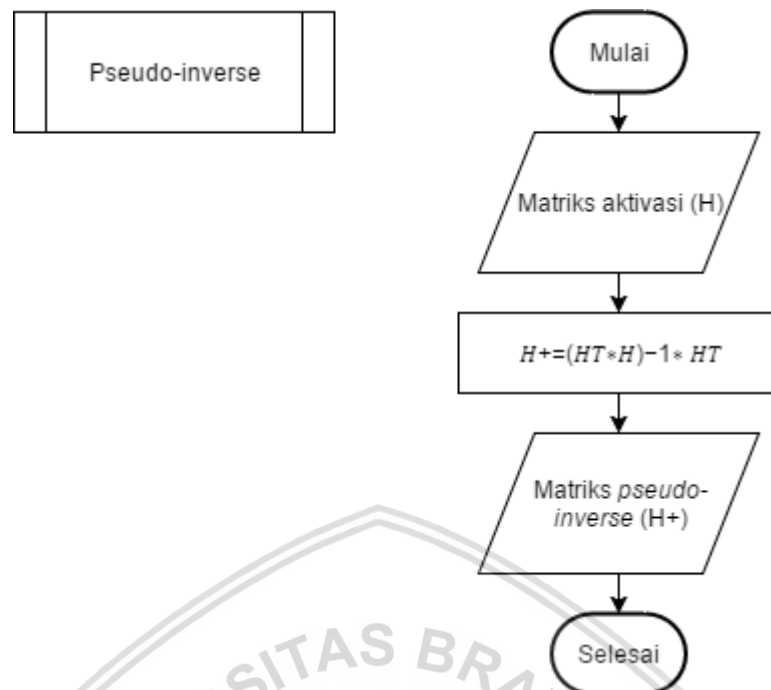 Pseudo-inverse
Mulai
Matriks aktivasi (H)
H+=(HT∗H)−1∗ HT
Matriks pseudo-
inverse (H+)
SITAS BRA
Selesai